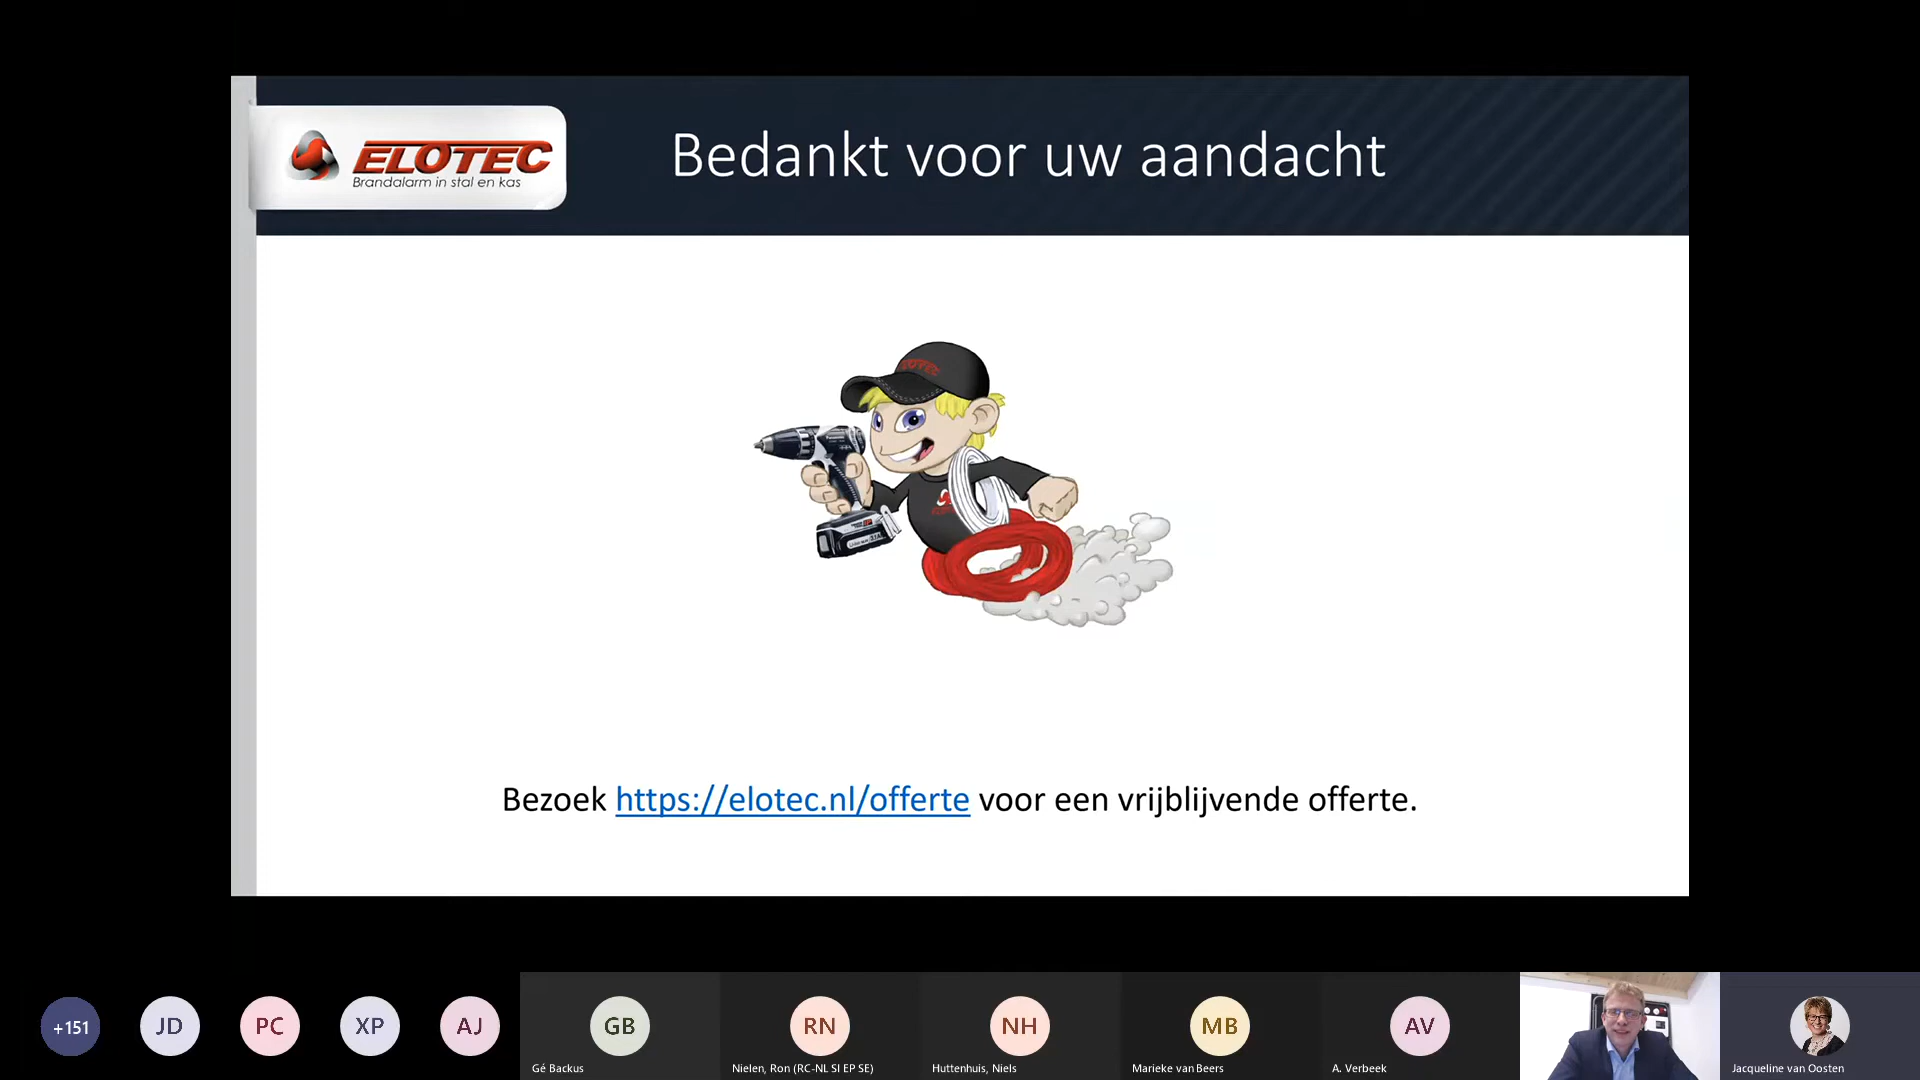 ELOTEC
Brandalarm in stal en kas
Bedankt voor uw aandacht
ELOTEC
Panasonic
Bezoek https://elotec.nl/offerte voor een vrijblijvende offerte.
+151
JD
PC
XP
AJ
GB
RN
NH
MB
AV
Gé Backus
Nielen, Ron (RC-NL SI EP SE)
Huttenhuis, Niels
Marieke van Beers
A. Verbeek
Jacqueline van Oosten